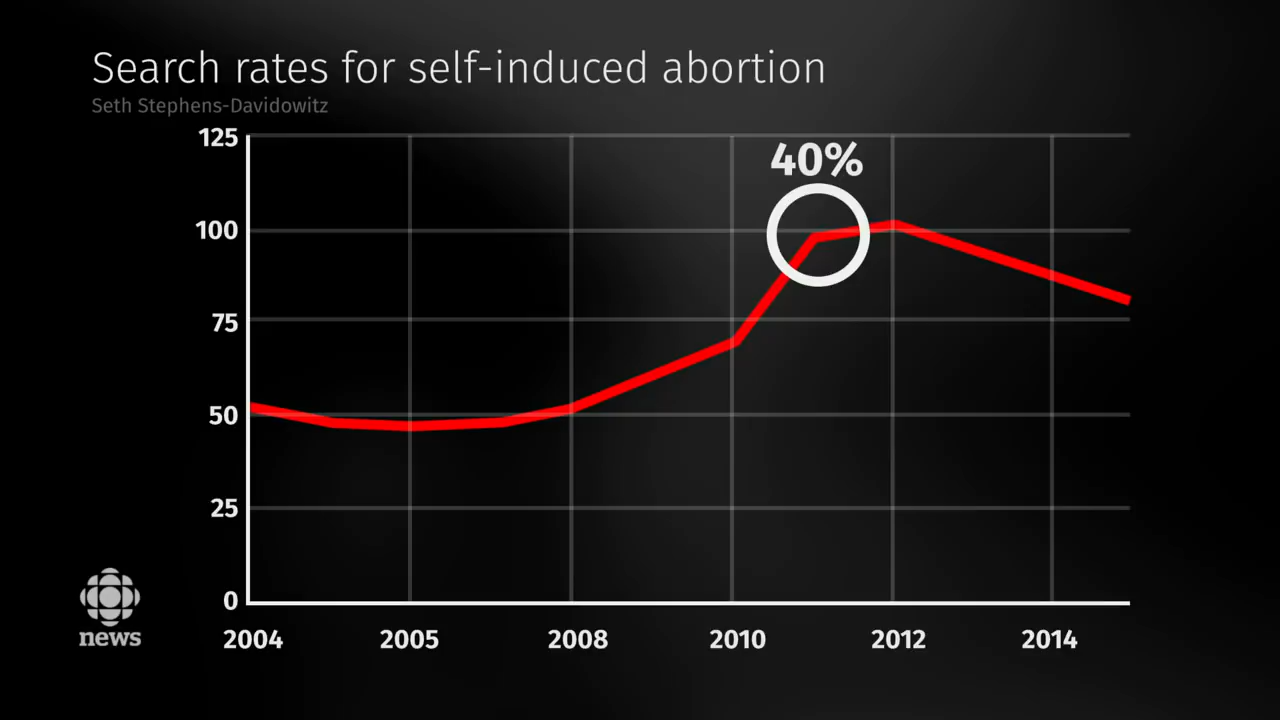 Search rates for self-induced abortion
Seth Stephens-Davidowitz
125
40%
100
75
50
25
0
2004 2005 2008 2010 2012 2014
news